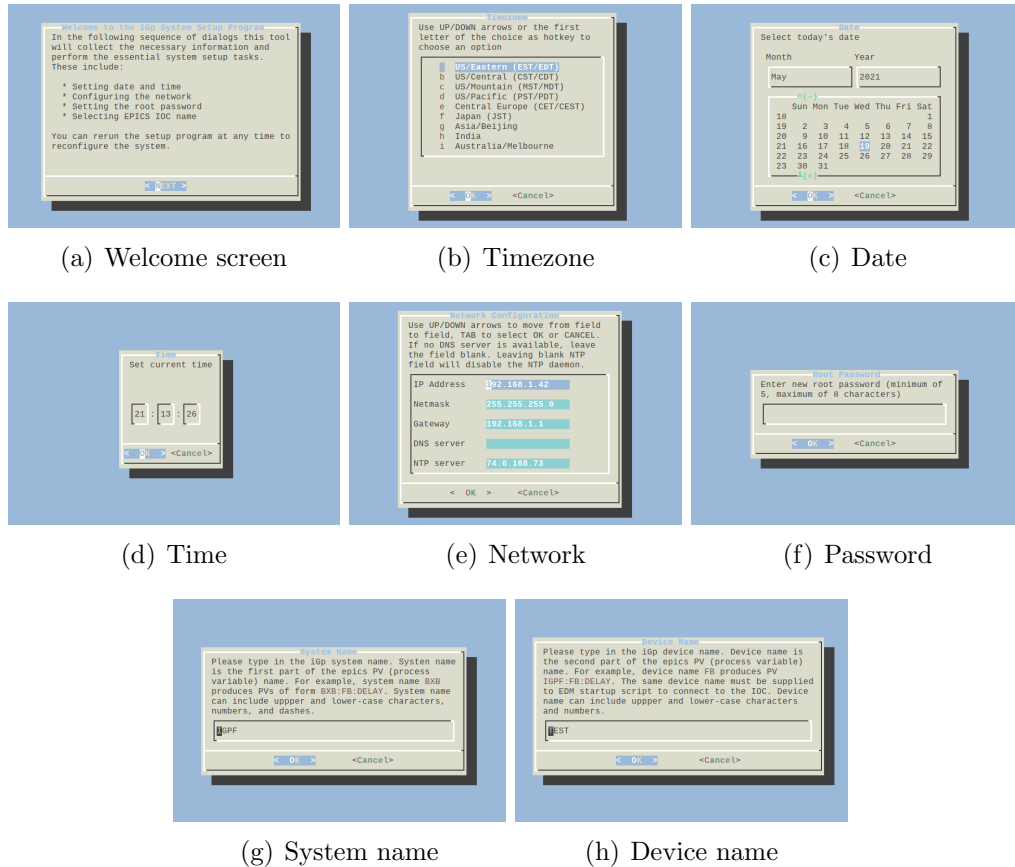 Welcome to the iGp System Setup Program
In the following sequence of dialogs this tool
will collect the necessary information and
perform the essential system setup tasks.
These include:
* Setting date and time
* Configuring the network
* Setting the root password
* Selecting EPICS IOC name
You can rerun the setup program at any time to
reconfigure the system.
< NEXT >
(a) Welcome screen
Timezone
Use UP/DOWN arrows or the first
letter of the choice as hotkey to
choose an option
US/Eastern (EST/EDT)
b US/Central (CST/CDT)
c US/Mountain (MST/MDT)
d US/Pacific (PST/PDT)
e Central Europe (CET/CEST)
f Japan (JST)
g Asia/Beijing
h India
i Australia/Melbourne
< OK > <Cancel>
(b) Timezone
Date
Select today's date
Month Year
May 2021
^(-)
Sun Mon Tue Wed Thu Fri Sat
18 1
19 2 3 4 5 6 7 8
20 9 10 11 12 13 14 15
21 16 17 18 19 20 21 22
22 23 24 25 26 27 28 29
23 30 31
(+)
< OK > <Cancel>
(c) Date
Time
Set current time
21 : 13 : 26
< OK > <Cancel>
(d) Time
Network Configuration
Use UP/DOWN arrows to move from field
to field, TAB to select OK or CANCEL.
If no DNS server is available, leave
the field blank. Leaving blank NTP
field will disable the NTP daemon.
IP Address 192.168.1.42
Netmask 255.255.255.0
Gateway 192.168.1.1
DNS server
NTP server 74.6.168.73
< OK > <Cancel>
(e) Network
Root Password
Enter new root password (minimum of
5, maximum of 8 characters)
< OK > <Cancel>
(f) Password
System Name
Please type in the iGp system name. Systen name
is the first part of the epics PV (process
variable) name. For example, system name BXB
produces PVs of form BXB:FB:DELAY. System name
can include uppper and lower-case characters,
numbers, and dashes.
IGPF
< OK > <Cancel>
(g) System name
Device Name
Please type in the iGp device name. Device name is
the second part of the epics PV (process variable)
name. For example, device name FB produces PV
IGPF:FB:DELAY. The same device name must be supplied
to EDM startup script to connect to the IOC. Device
name can include uppper and lower-case characters
and numbers.
TEST
< OK > <Cancel>
(h) Device name